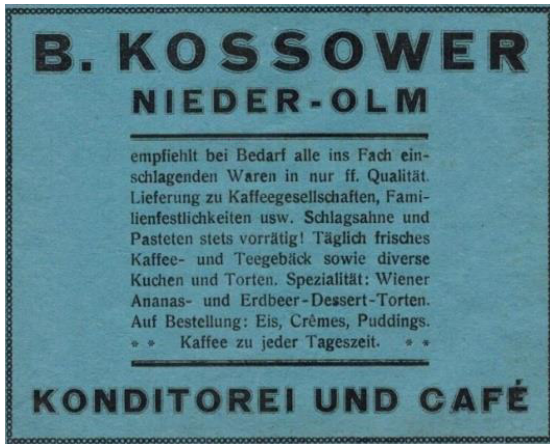 B. KOSSOWER
NIEDER-OLM
empfiehlt bei Bedarf alle ins Fach ein-
schlagenden Waren in nur ff. Qualität.
Lieferung zu Kaffeegesellschaften, Fami-
lienfestlichkeiten usw. Schlagsahne und
Pasteten stets vorrätig! Täglich frisches
Kaffee- und Teegebäck sowie diverse
Kuchen und Torten. Spezialität: Wiener
Ananas- und Erdbeer-Dessert-Torten.
Auf Bestellung: Eis, Crêmes, Puddings.
* * Kaffee zu jeder Tageszeit. * *
KONDITOREI UND CAFÉ